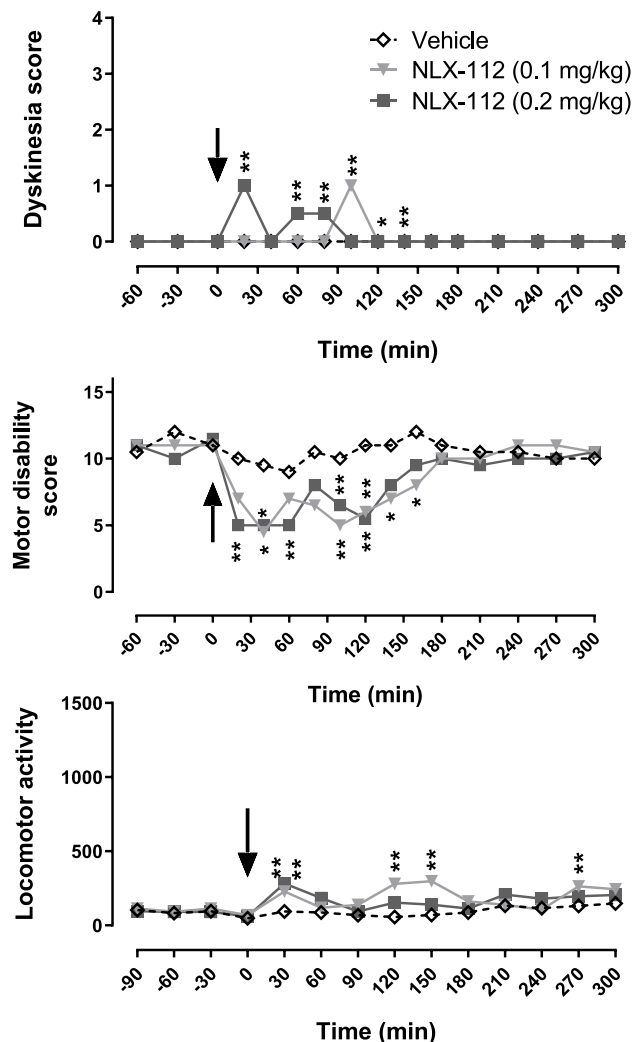 Dyskinesia score
4
3
2
1
0
Vehicle
NLX-112 (0.1 mg/kg)
NLX-112 (0.2 mg/kg)
** ** ** ** * **
-60 -30 0 30 60 90 120 150 180 210 240 270 300
Time (min)
Motor disability
score
15
10
5
0
** **
*
** * ** ** ** * *
-60 -30 0 30 60 90 120 150 180 210 240 270 300
Time (min)
Locomotor activity
1500
1000
500
0
** ** ** ** **
-90 -60 -30 0 30 60 90 120 150 180 210 240 270 300
Time (min)